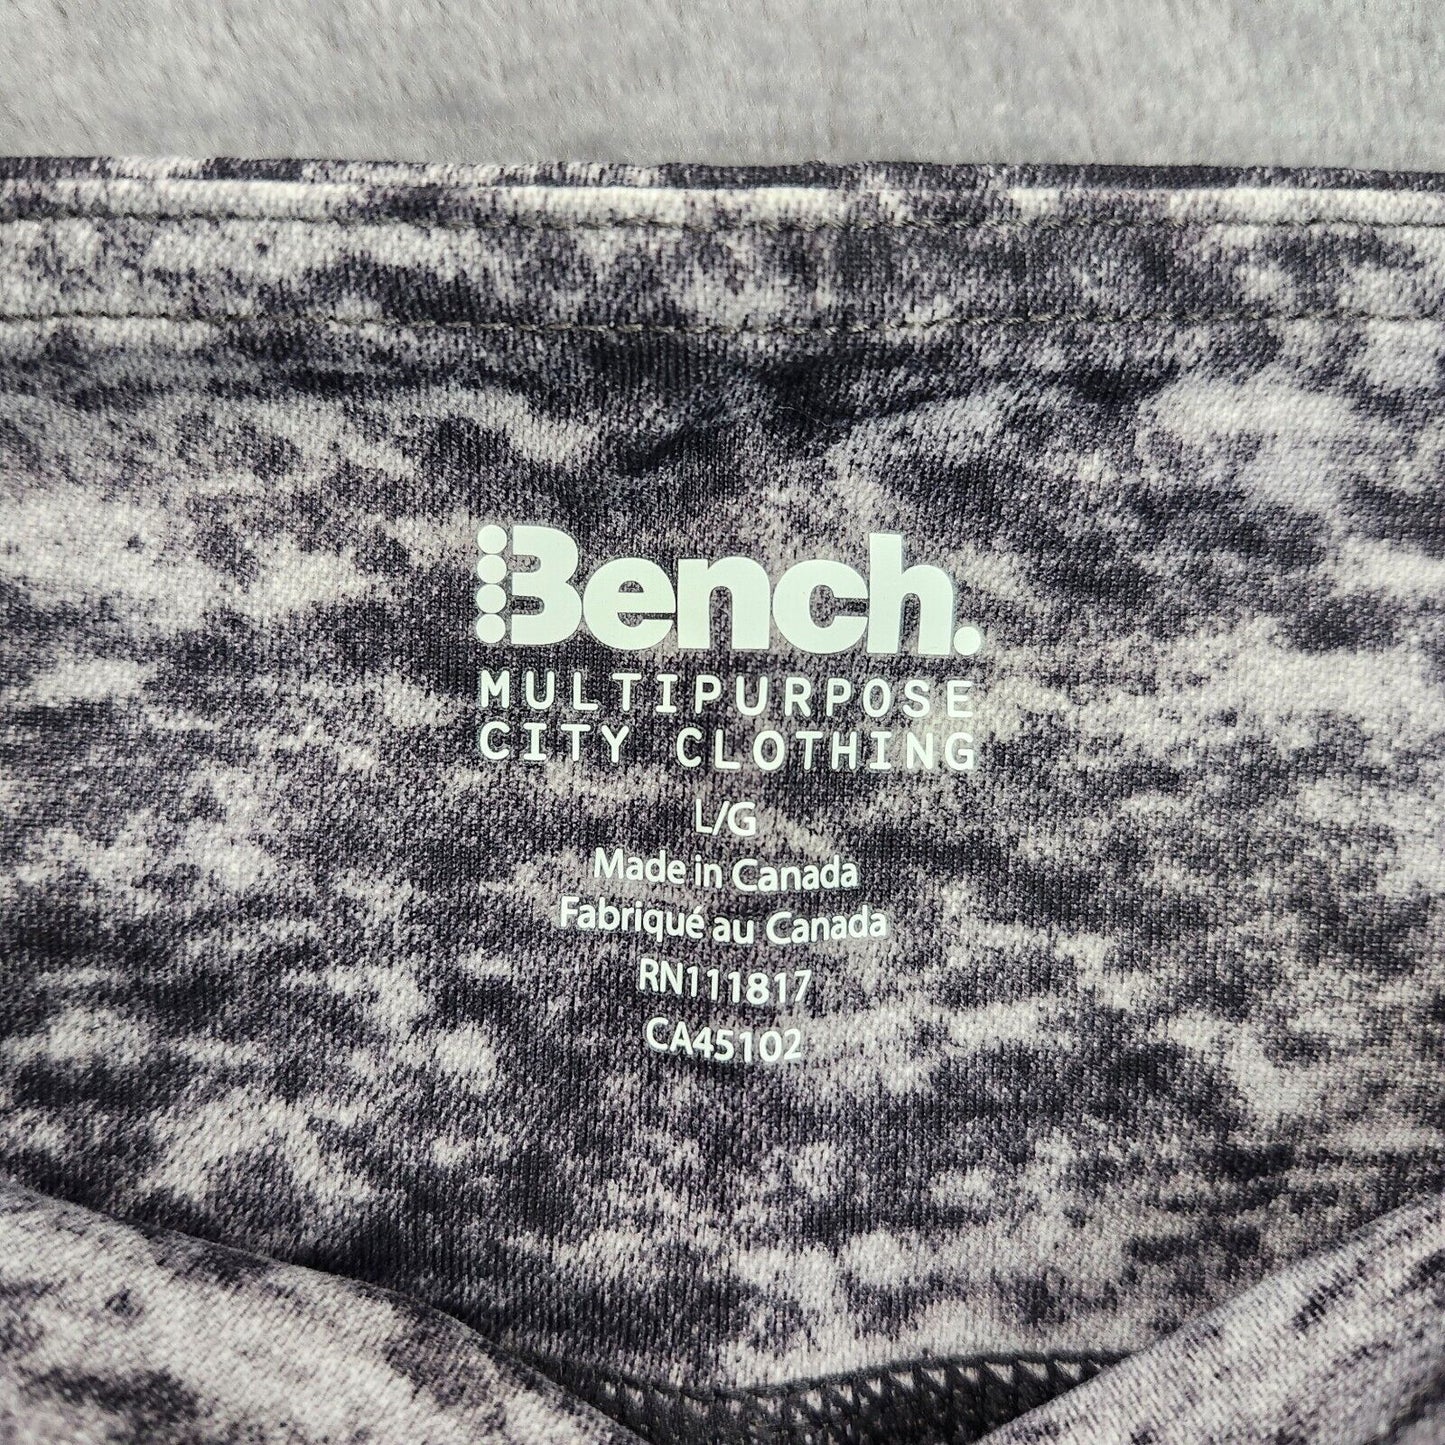 Bench.
MULTIPURPOSE
CITY CLOTHING
L/G
Made in Canada
Fabriqué au Canada
RN111817
CA45102